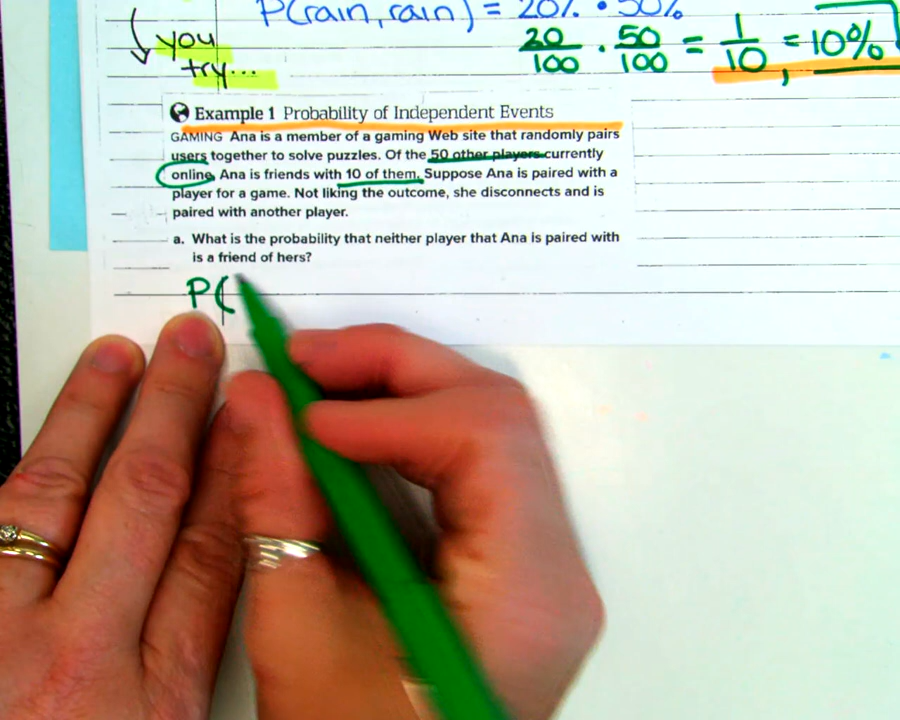 P(rain, rain) = 20% • 50%
20/100 · 50/100 = 1/10 = 10%
you
try...
Example 1 Probability of Independent Events
GAMING Ana is a member of a gaming Web site that randomly pairs
users together to solve puzzles. Of the 50 other players currently
online, Ana is friends with 10 of them. Suppose Ana is paired with a
player for a game. Not liking the outcome, she disconnects and is
paired with another player.
a. What is the probability that neither player that Ana is paired with
is a friend of hers?
P(